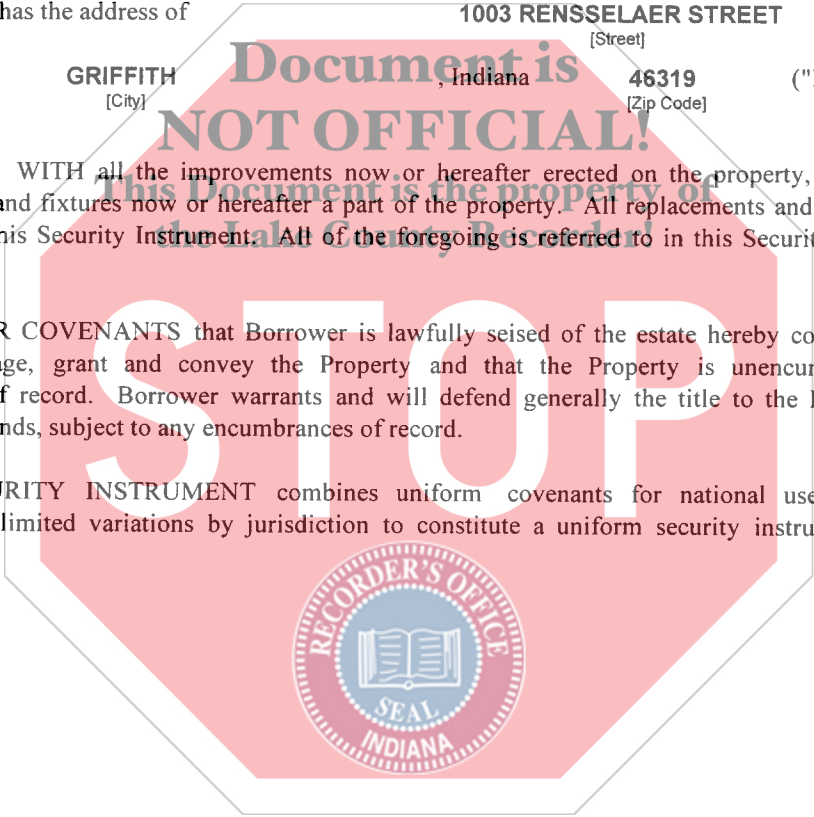 has the address of 1003 RENSSELAER STREET
[Street]
GRIFFITH , Indiana 46319 ("
[City] [Zip Code]
Document is
NOT OFFICIAL!
This Document is the property of
the Lake County Recorder!
WITH all the improvements now or hereafter erected on the property,
and fixtures now or hereafter a part of the property. All replacements and
his Security Instrument. All of the foregoing is referred to in this Securit
R COVENANTS that Borrower is lawfully seised of the estate hereby co
age, grant and convey the Property and that the Property is unencur
f record. Borrower warrants and will defend generally the title to the
nds, subject to any encumbrances of record.
URITY INSTRUMENT combines uniform covenants for national use
limited variations by jurisdiction to constitute a uniform security instru
STOP
RECORDER'S OFFICE
SEAL
INDIANA